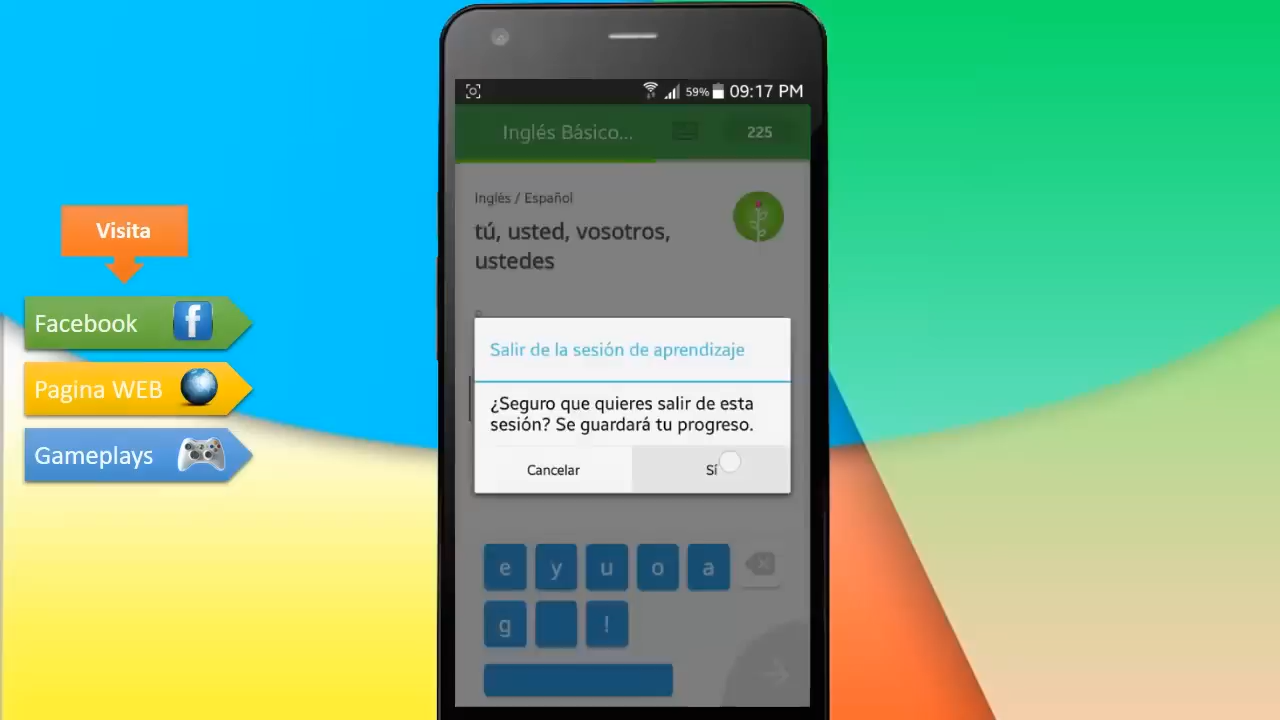 59% 09:17 PM
Inglés Básico... 225
Inglés / Español
tú, usted, vosotros,
ustedes
Salir de la sesión de aprendizaje
¿Seguro que quieres salir de esta
sesión? Se guardará tu progreso.
Cancelar Sí
e y u o a
g !
Visita
Facebook f
Pagina WEB
Gameplays